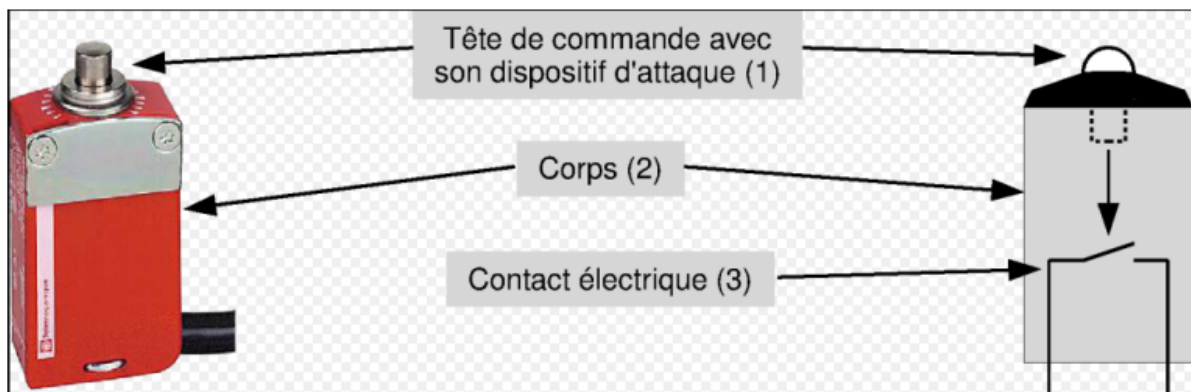 Tête de commande avec
son dispositif d'attaque (1)
Corps (2)
Contact électrique (3)